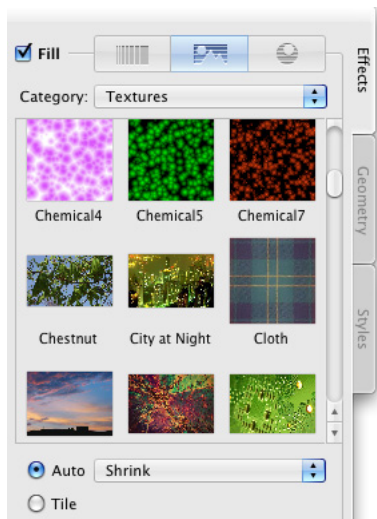 Fill
Category: Textures
Chemical4 Chemical5 Chemical7
Chestnut City at Night Cloth
Auto Shrink
Tile
Effects
Geometry
Styles